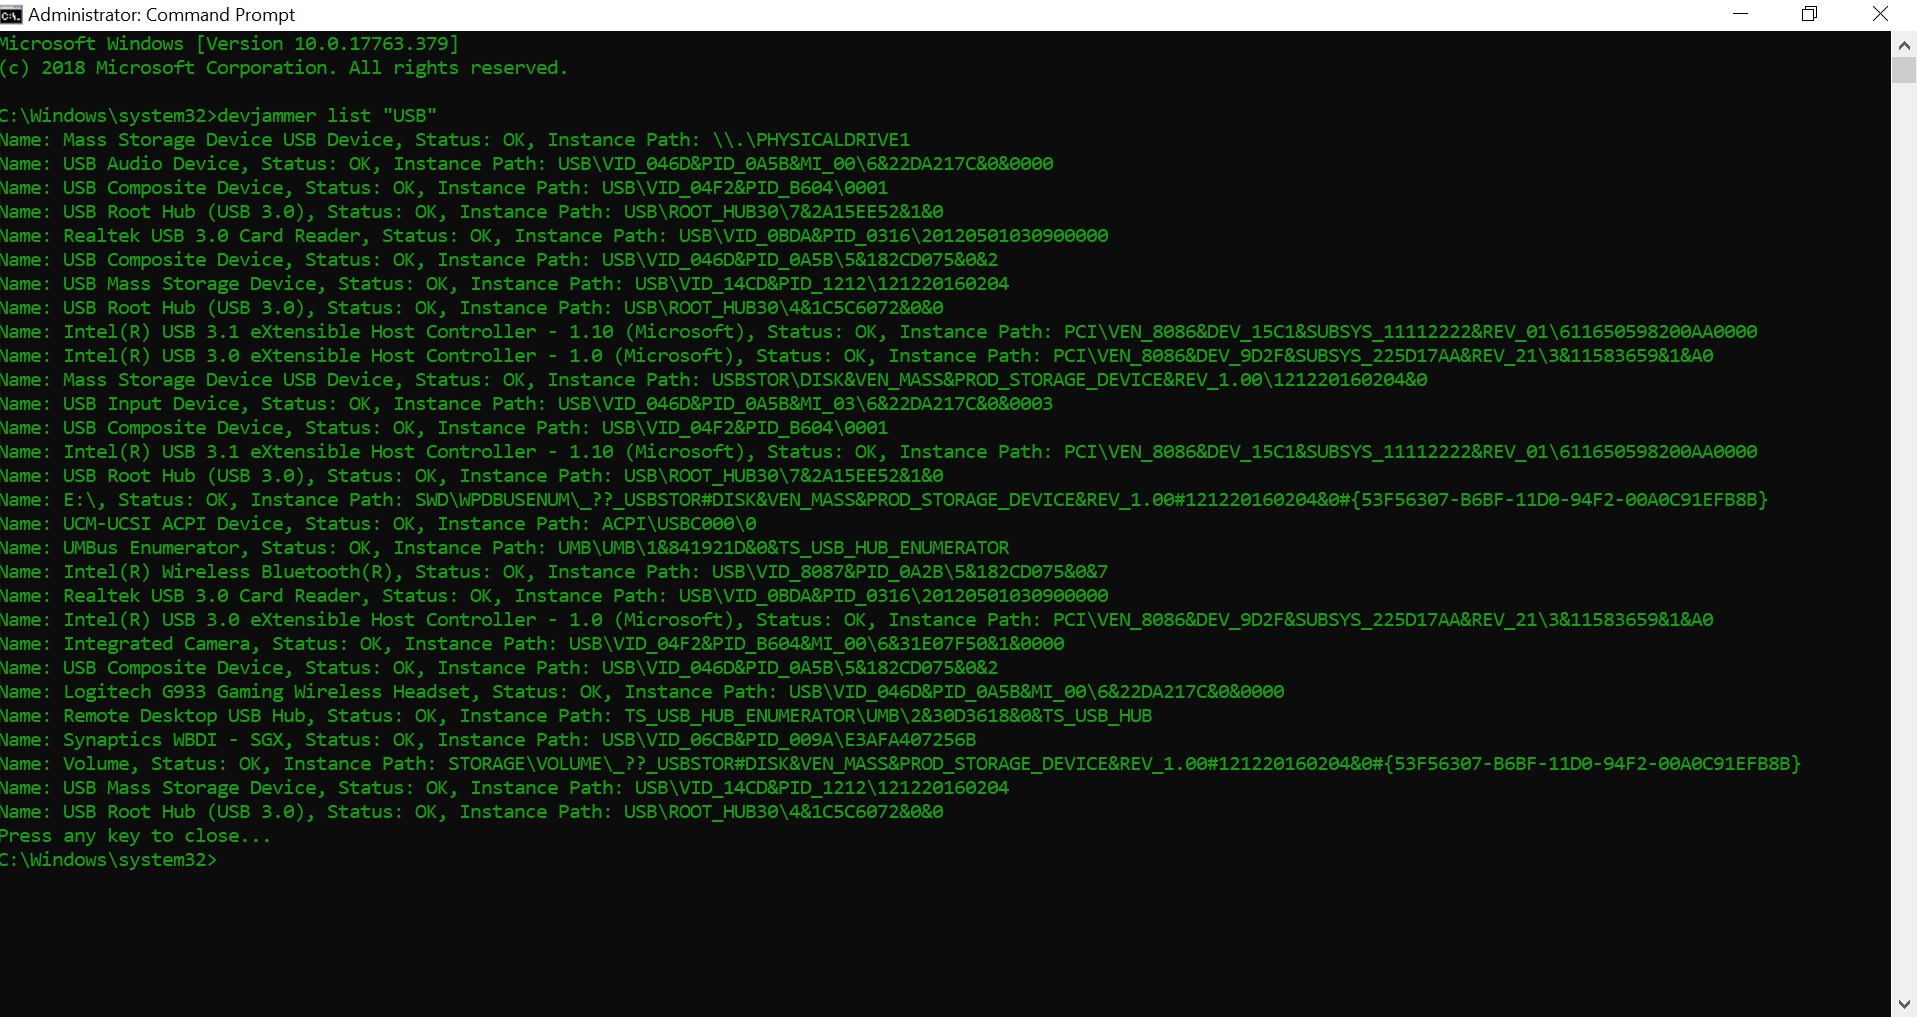 Administrator: Command Prompt
Microsoft Windows [Version 10.0.17763.379]
(c) 2018 Microsoft Corporation. All rights reserved.
C:\Windows\system32>devjammer list "USB"
Name: Mass Storage Device USB Device, Status: OK, Instance Path: \\.\PHYSICALDRIVE1
Name: USB Audio Device, Status: OK, Instance Path: USB\VID_046D&PID_0A5B&MI_00\6&22DA217C&0&0000
Name: USB Composite Device, Status: OK, Instance Path: USB\VID_04F2&PID_B604\0001
Name: USB Root Hub (USB 3.0), Status: OK, Instance Path: USB\ROOT_HUB30\7&2A15EE52&1&0
Name: Realtek USB 3.0 Card Reader, Status: OK, Instance Path: USB\VID_0BDA&PID_0316\20120501030900000
Name: USB Composite Device, Status: OK, Instance Path: USB\VID_046D&PID_0A5B\5&182CD075&0&2
Name: USB Mass Storage Device, Status: OK, Instance Path: USB\VID_14CD&PID_1212\121220160204
Name: USB Root Hub (USB 3.0), Status: OK, Instance Path: USB\ROOT_HUB30\4&1C5C6072&0&0
Name: Intel(R) USB 3.1 eXtensible Host Controller - 1.10 (Microsoft), Status: OK, Instance Path: PCI\VEN_8086&DEV_15C1&SUBSYS_11112222&REV_01\611650598200AA0000
Name: Intel(R) USB 3.0 eXtensible Host Controller - 1.0 (Microsoft), Status: OK, Instance Path: PCI\VEN_8086&DEV_9D2F&SUBSYS_225D17AA&REV_21\3&11583659&1&A0
Name: Mass Storage Device USB Device, Status: OK, Instance Path: USBSTOR\DISK&VEN_MASS&PROD_STORAGE_DEVICE&REV_1.00\121220160204&0
Name: USB Input Device, Status: OK, Instance Path: USB\VID_046D&PID_0A5B&MI_03\6&22DA217C&0&0003
Name: USB Composite Device, Status: OK, Instance Path: USB\VID_04F2&PID_B604\0001
Name: Intel(R) USB 3.1 eXtensible Host Controller - 1.10 (Microsoft), Status: OK, Instance Path: PCI\VEN_8086&DEV_15C1&SUBSYS_11112222&REV_01\611650598200AA0000
Name: USB Root Hub (USB 3.0), Status: OK, Instance Path: USB\ROOT_HUB30\7&2A15EE52&1&0
Name: E:\, Status: OK, Instance Path: SWD\WPDBUSENUM\_??_USBSTOR#DISK&VEN_MASS&PROD_STORAGE_DEVICE&REV_1.00#121220160204&0#{53F56307-B6BF-11D0-94F2-00A0C91EFB8B}
Name: UCM-UCSI ACPI Device, Status: OK, Instance Path: ACPI\USBC000\0
Name: UMBus Enumerator, Status: OK, Instance Path: UMB\UMB\1&841921D&0&TS_USB_HUB_ENUMERATOR
Name: Intel(R) Wireless Bluetooth(R), Status: OK, Instance Path: USB\VID_8087&PID_0A2B\5&182CD075&0&7
Name: Realtek USB 3.0 Card Reader, Status: OK, Instance Path: USB\VID_0BDA&PID_0316\20120501030900000
Name: Intel(R) USB 3.0 eXtensible Host Controller - 1.0 (Microsoft), Status: OK, Instance Path: PCI\VEN_8086&DEV_9D2F&SUBSYS_225D17AA&REV_21\3&11583659&1&A0
Name: Integrated Camera, Status: OK, Instance Path: USB\VID_04F2&PID_B604&MI_00\6&31E07F50&1&0000
Name: USB Composite Device, Status: OK, Instance Path: USB\VID_046D&PID_0A5B\5&182CD075&0&2
Name: Logitech G933 Gaming Wireless Headset, Status: OK, Instance Path: USB\VID_046D&PID_0A5B&MI_00\6&22DA217C&0&0000
Name: Remote Desktop USB Hub, Status: OK, Instance Path: TS_USB_HUB_ENUMERATOR\UMB\2&30D3618&0&TS_USB_HUB
Name: Synaptics WBDI - SGX, Status: OK, Instance Path: USB\VID_06CB&PID_009A\E3AFA407256B
Name: Volume, Status: OK, Instance Path: STORAGE\VOLUME\_??_USBSTOR#DISK&VEN_MASS&PROD_STORAGE_DEVICE&REV_1.00#121220160204&0#{53F56307-B6BF-11D0-94F2-00A0C91EFB8B}
Name: USB Mass Storage Device, Status: OK, Instance Path: USB\VID_14CD&PID_1212\121220160204
Name: USB Root Hub (USB 3.0), Status: OK, Instance Path: USB\ROOT_HUB30\4&1C5C6072&0&0
Press any key to close...
C:\Windows\system32>